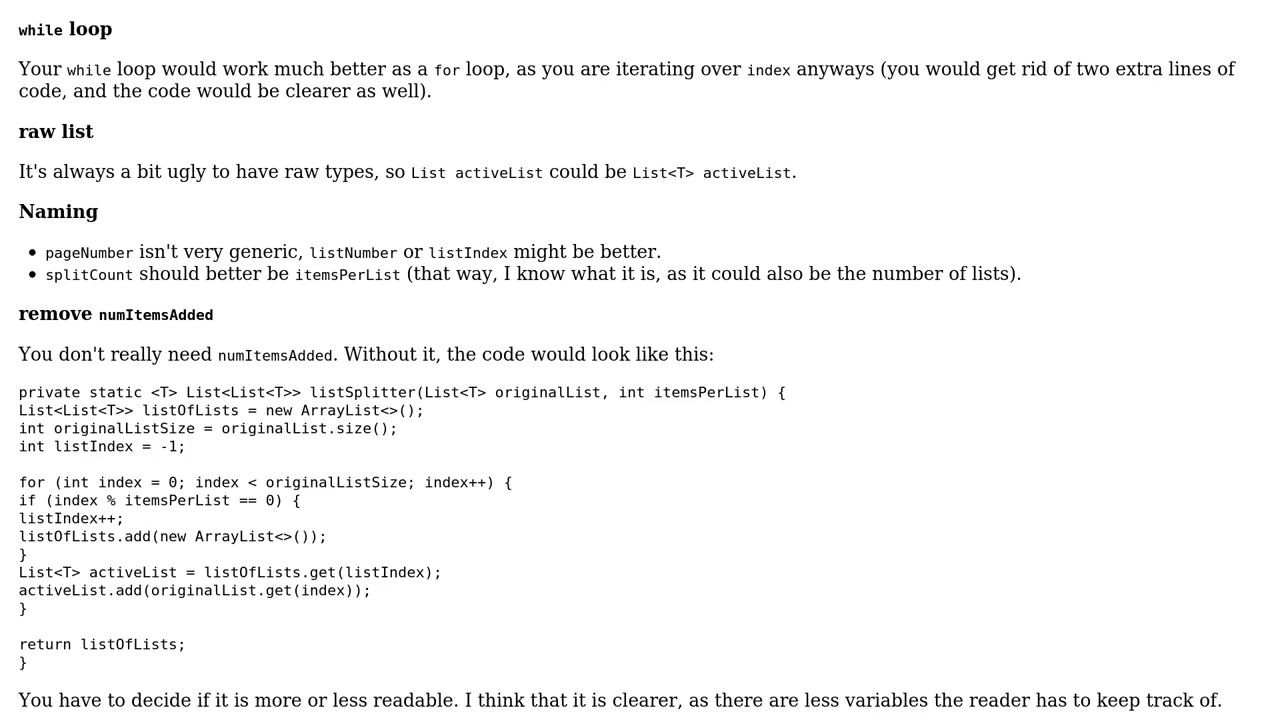 while loop
Your while loop would work much better as a for loop, as you are iterating over index anyways (you would get rid of two extra lines of
code, and the code would be clearer as well).
raw list
It's always a bit ugly to have raw types, so List activeList could be List<T> activeList.
Naming
• pageNumber isn't very generic, listNumber or listIndex might be better.
• splitCount should better be itemsPerList (that way, I know what it is, as it could also be the number of lists).
remove numItemsAdded
You don't really need numItemsAdded. Without it, the code would look like this:
private static <T> List<List<T>> listSplitter(List<T> originalList, int itemsPerList) {
List<List<T>> listOfLists = new ArrayList<>();
int originalListSize = originalList.size();
int listIndex = -1;

for (int index = 0; index < originalListSize; index++) {
if (index % itemsPerList == 0) {
listIndex++;
listOfLists.add(new ArrayList<>());
}
List<T> activeList = listOfLists.get(listIndex);
activeList.add(originalList.get(index));
}

return listOfLists;
}
You have to decide if it is more or less readable. I think that it is clearer, as there are less variables the reader has to keep track of.